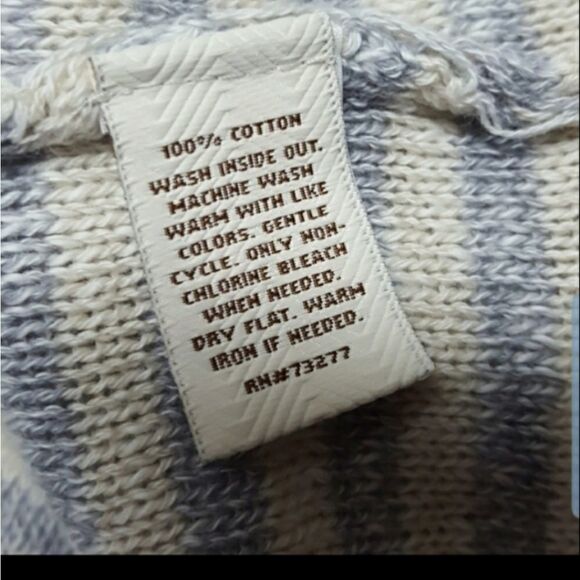 100% COTTON
WASH INSIDE OUT.
MACHINE WASH
WARM WITH LIKE
COLORS. GENTLE
CYCLE. ONLY NON-
CHLORINE BLEACH
WHEN NEEDED.
DRY FLAT. WARM
IRON IF NEEDED.
RN#73277